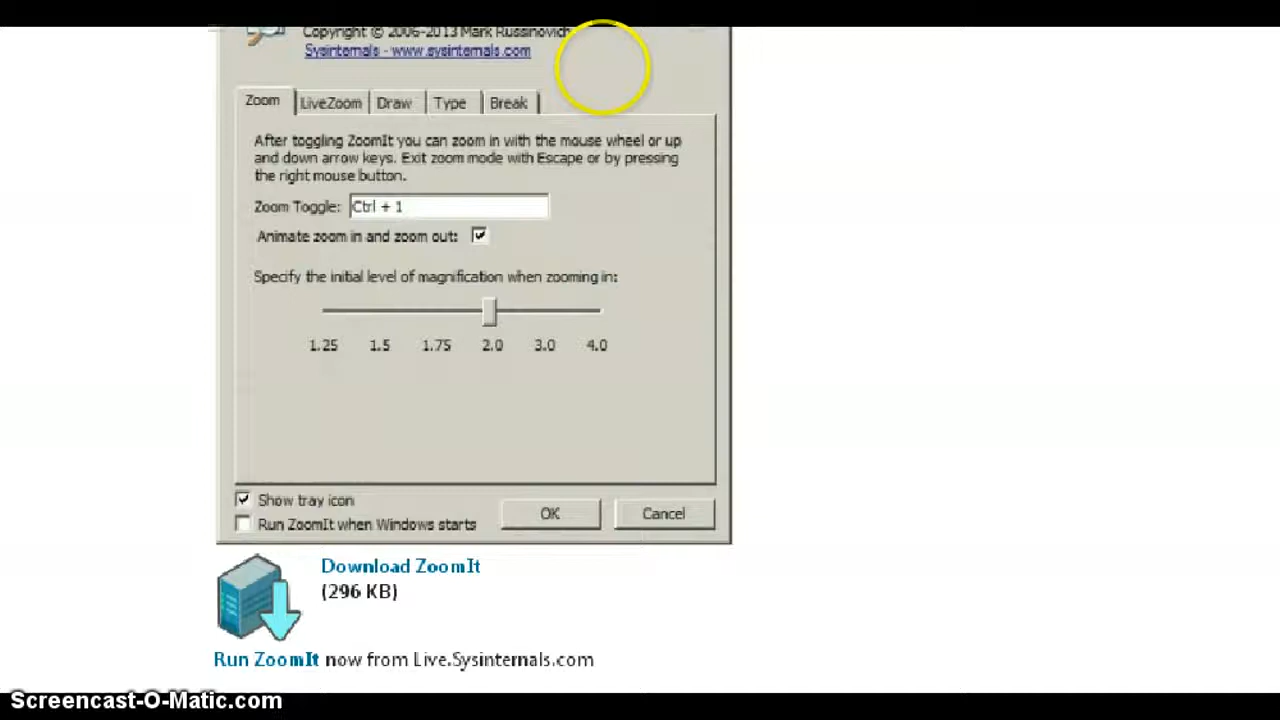 Copyright © 2006-2013 Mark Russinovich
Sysinternals - www.sysinternals.com
Zoom LiveZoom Draw Type Break
After toggling ZoomIt you can zoom in with the mouse wheel or up
and down arrow keys. Exit zoom mode with Escape or by pressing
the right mouse button.
Zoom Toggle: Ctrl + 1
Animate zoom in and zoom out:
Specify the initial level of magnification when zooming in:
1.25 1.5 1.75 2.0 3.0 4.0
Show tray icon
Run ZoomIt when Windows starts
OK Cancel
Download ZoomIt
(296 KB)
Run ZoomIt now from Live.Sysinternals.com
Screencast-O-Matic.com